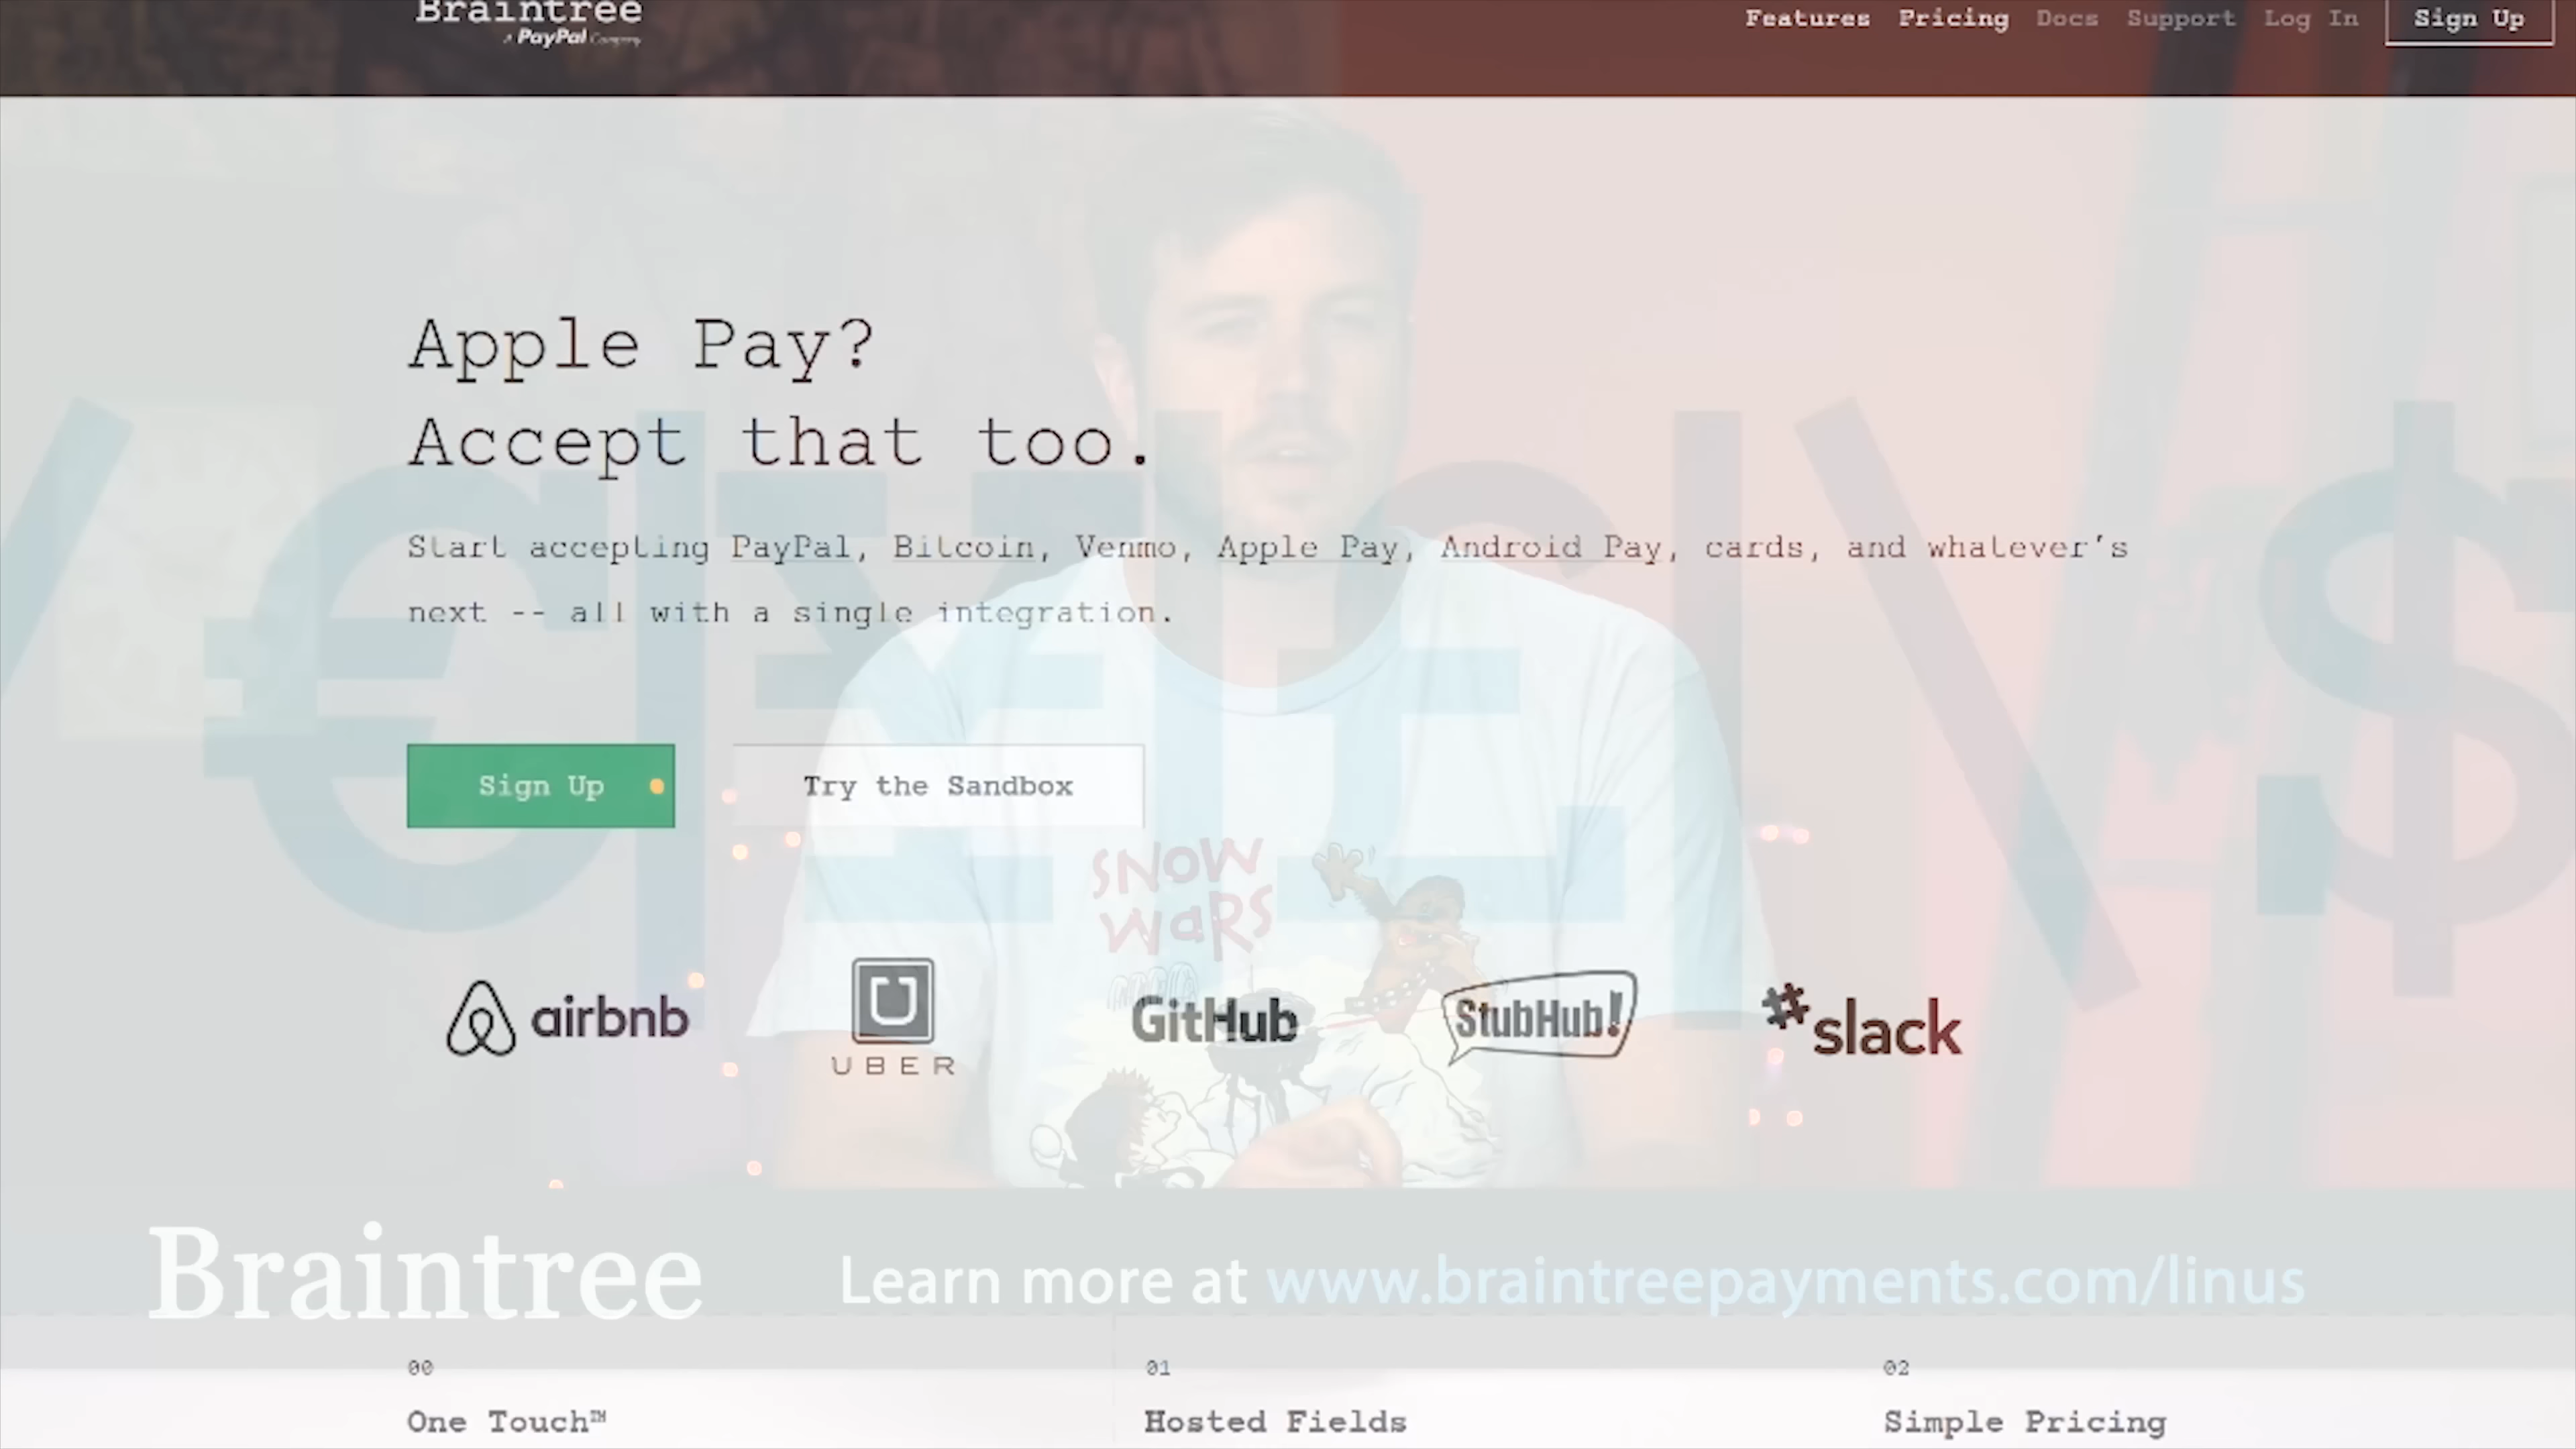 Braintree
A PayPal Company
Features Pricing Docs Support Log In Sign Up
Apple Pay?
Accept that too.
Start accepting PayPal, Bitcoin, Venmo, Apple Pay, Android Pay, cards, and whatever's
next -- all with a single integration.
Sign Up
Try the Sandbox
SNOW
WARS
airbnb
UBER
GitHub
StubHub!
slack
Braintree
Learn more at www.braintreepayments.com/linus
00
One Touch™
01
Hosted Fields
02
Simple Pricing